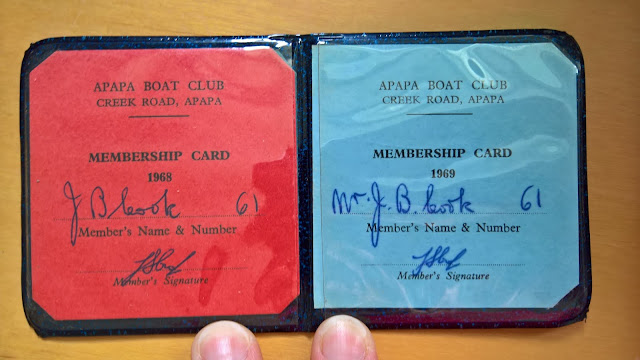 APAPA BOAT CLUB
CREEK ROAD, APAPA
MEMBERSHIP CARD
1968
J B Cook 61
Member's Name & Number
Member's Signature
APAPA BOAT CLUB
CREEK ROAD, APAPA
MEMBERSHIP CARD
1969
Mr. J. B. Cook 61
Member's Name & Number
Member's Signature